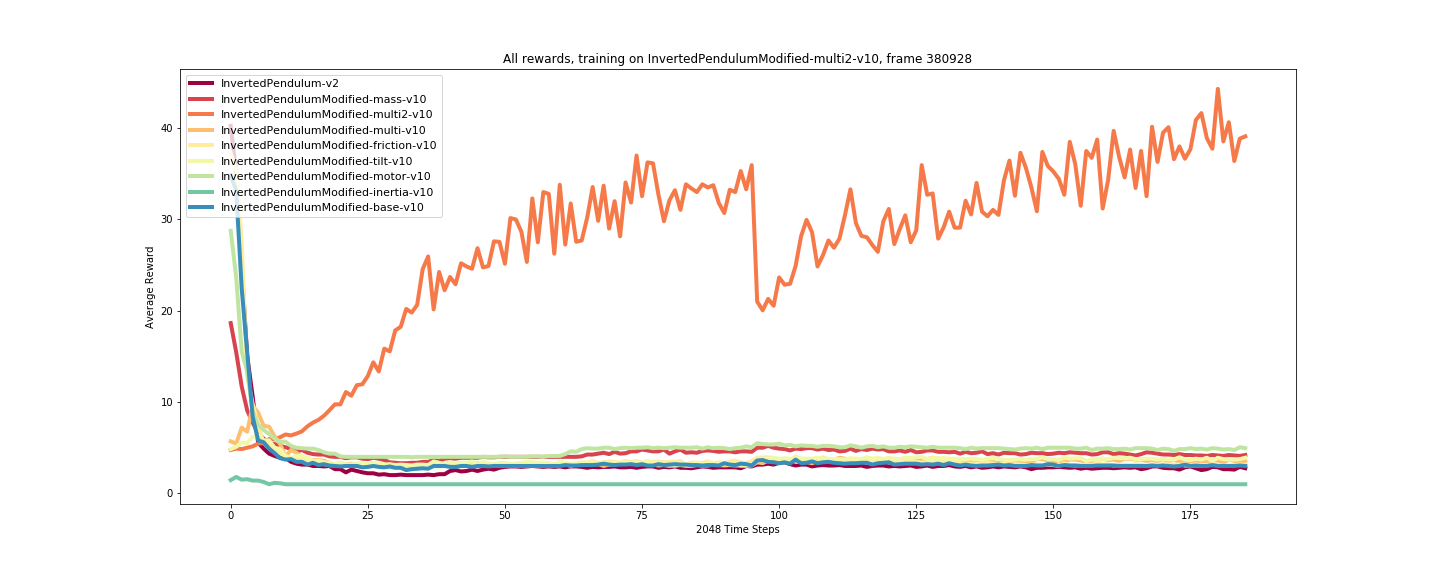 All rewards, training on InvertedPendulumModified-multi2-v10, frame 380928
InvertedPendulum-v2
InvertedPendulumModified-mass-v10
InvertedPendulumModified-multi2-v10
InvertedPendulumModified-multi-v10
InvertedPendulumModified-friction-v10
InvertedPendulumModified-tilt-v10
InvertedPendulumModified-motor-v10
InvertedPendulumModified-inertia-v10
InvertedPendulumModified-base-v10
Average Reward
40
30
20
10
0
0 25 50 75 100 125 150 175
2048 Time Steps